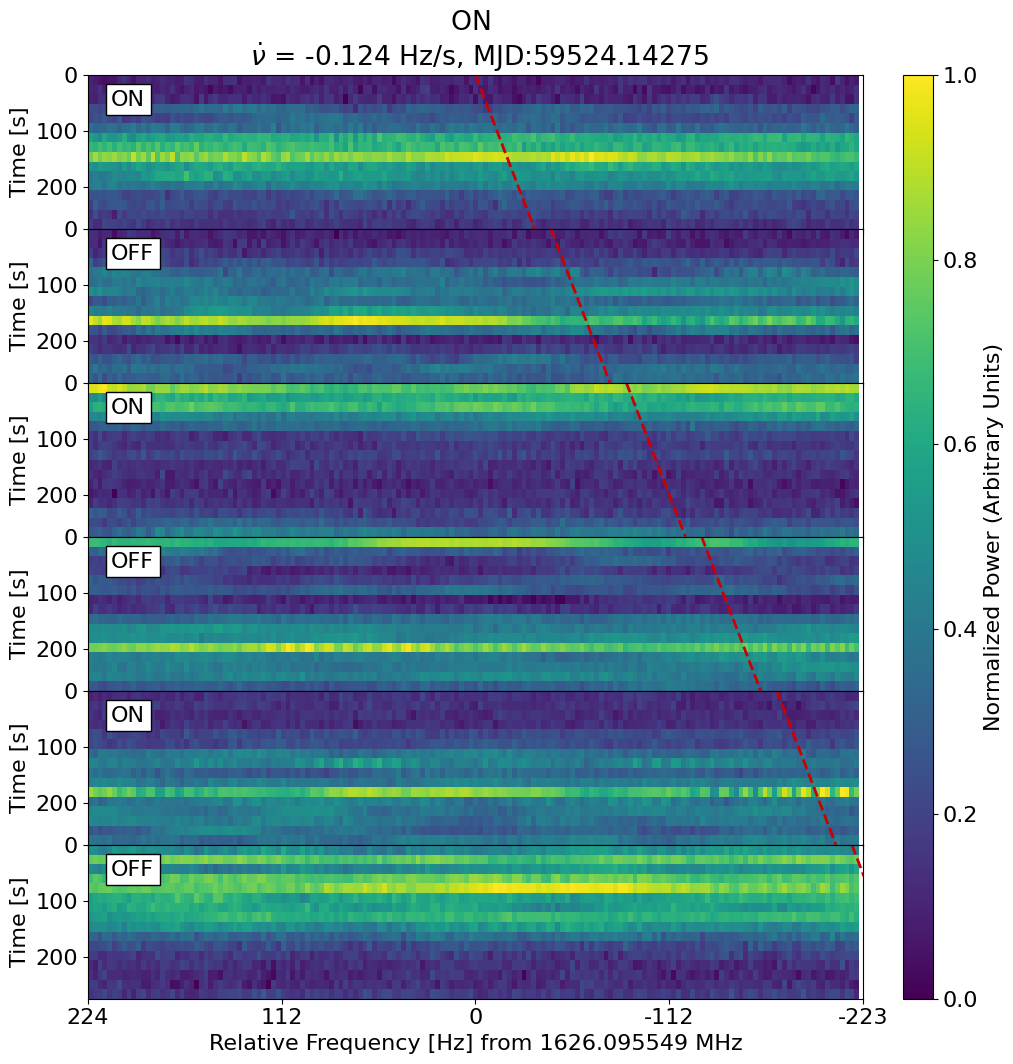 ON
ν̇ = -0.124 Hz/s, MJD:59524.14275
0
100
200
Time [s]
ON
0
100
200
Time [s]
OFF
0
100
200
Time [s]
ON
0
100
200
Time [s]
OFF
0
100
200
Time [s]
ON
0
100
200
Time [s]
OFF
224
112
0
-112
-223
Relative Frequency [Hz] from 1626.095549 MHz
1.0
0.8
0.6
0.4
0.2
0.0
Normalized Power (Arbitrary Units)